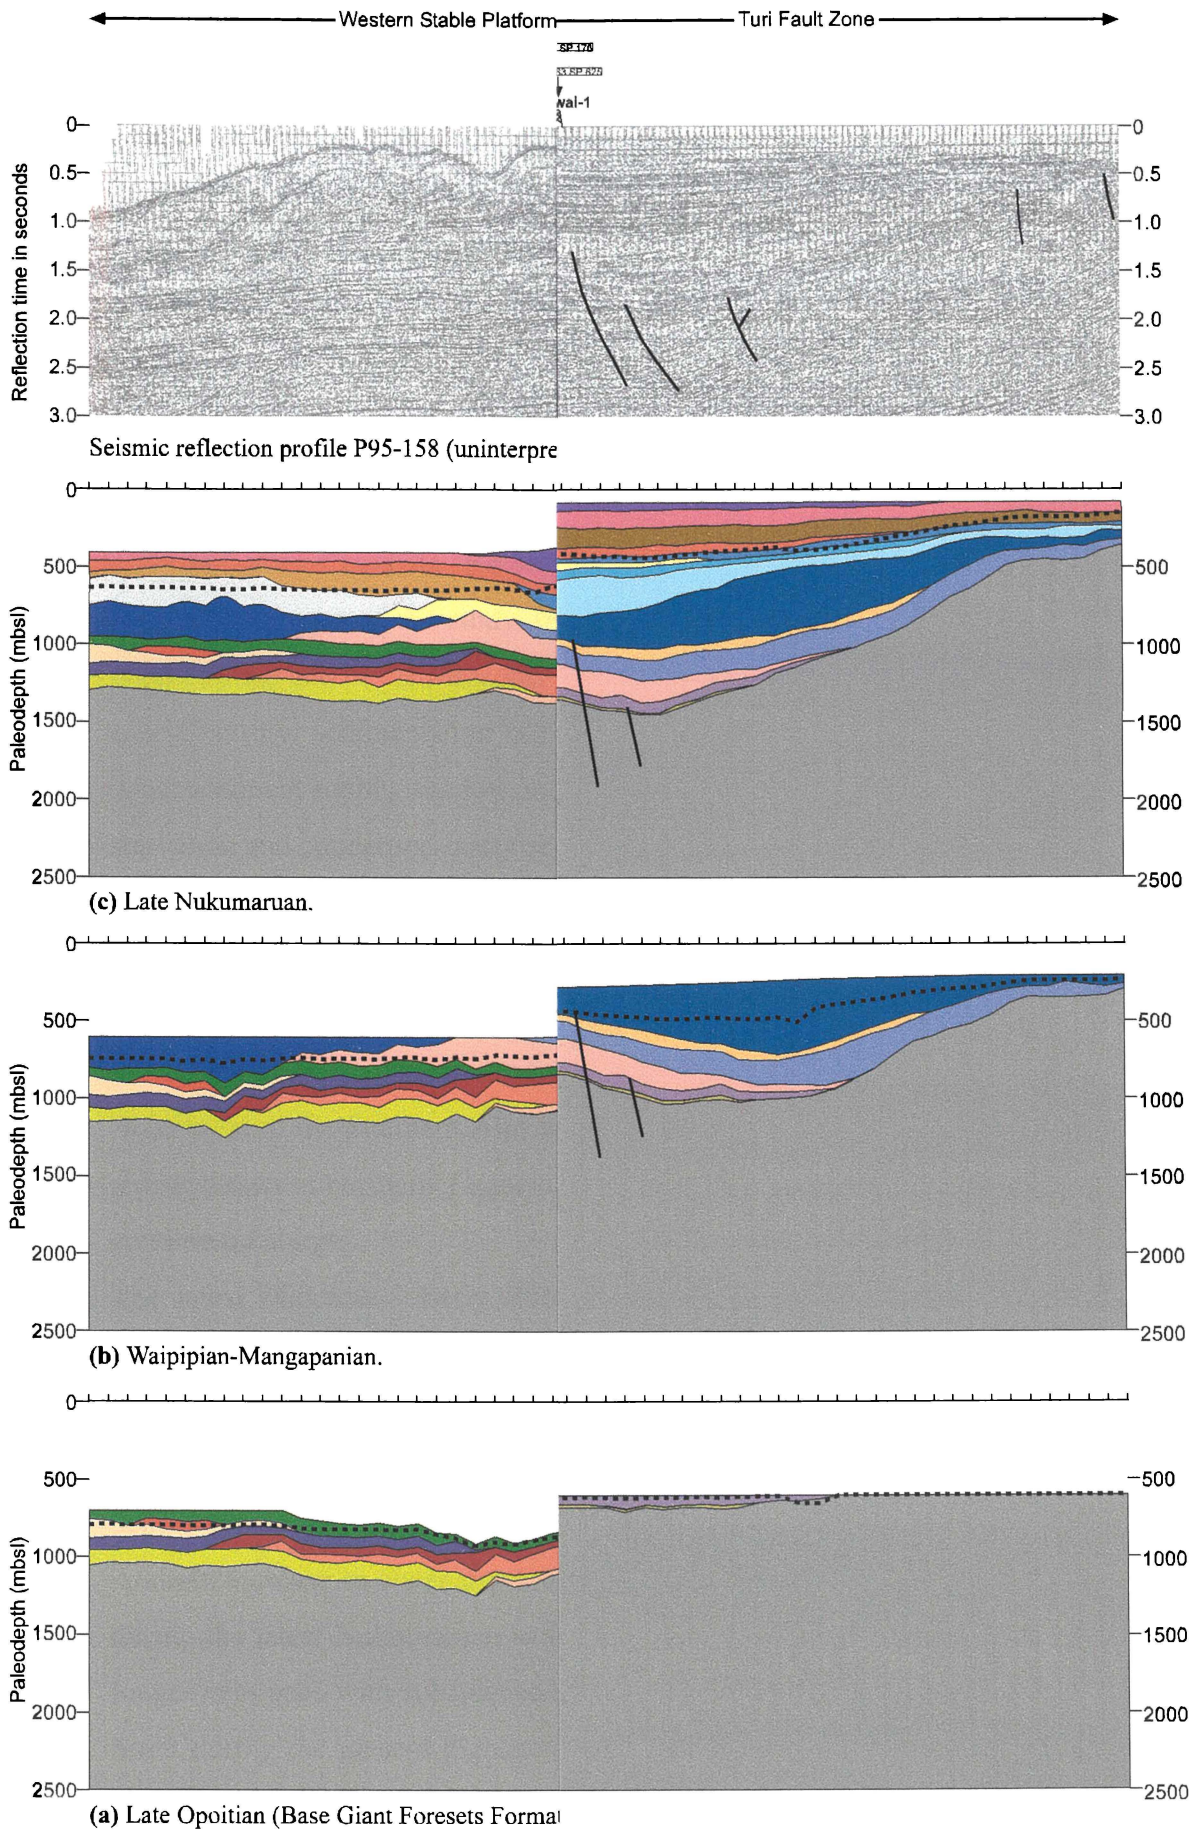 Western Stable Platform
Turi Fault Zone
SP 170
wai-1
0 0
0.5 0.5
1.0 1.0
1.5 1.5
2.0 2.0
2.5 2.5
3.0 3.0
Reflection time in seconds
Seismic reflection profile P95-158 (uninterpre
0
500 500
1000 1000
1500 1500
2000 2000
2500 2500
Paleodepth (mbsl)
(c) Late Nukumaruan.
0
500 500
1000 1000
1500 1500
2000 2000
2500 2500
Paleodepth (mbsl)
(b) Waipipian-Mangapanian.
0
500 500
1000 1000
1500 1500
2000 2000
2500 2500
Paleodepth (mbsl)
(a) Late Opoitian (Base Giant Foresets Format